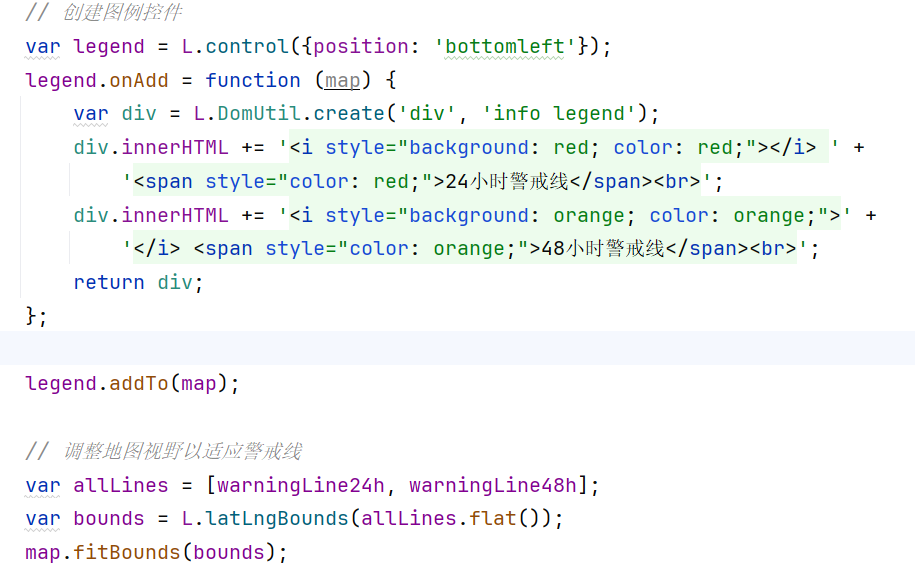 // 创建图例控件
var legend = L.control({position: 'bottomleft'});
legend.onAdd = function (map) {
    var div = L.DomUtil.create('div', 'info legend');
    div.innerHTML += '<i style="background: red; color: red;"></i> ' +
        '<span style="color: red;">24小时警戒线</span><br>';
    div.innerHTML += '<i style="background: orange; color: orange;">' +
        '</i> <span style="color: orange;">48小时警戒线</span><br>';
    return div;
};
legend.addTo(map);
// 调整地图视野以适应警戒线
var allLines = [warningLine24h, warningLine48h];
var bounds = L.latLngBounds(allLines.flat());
map.fitBounds(bounds);